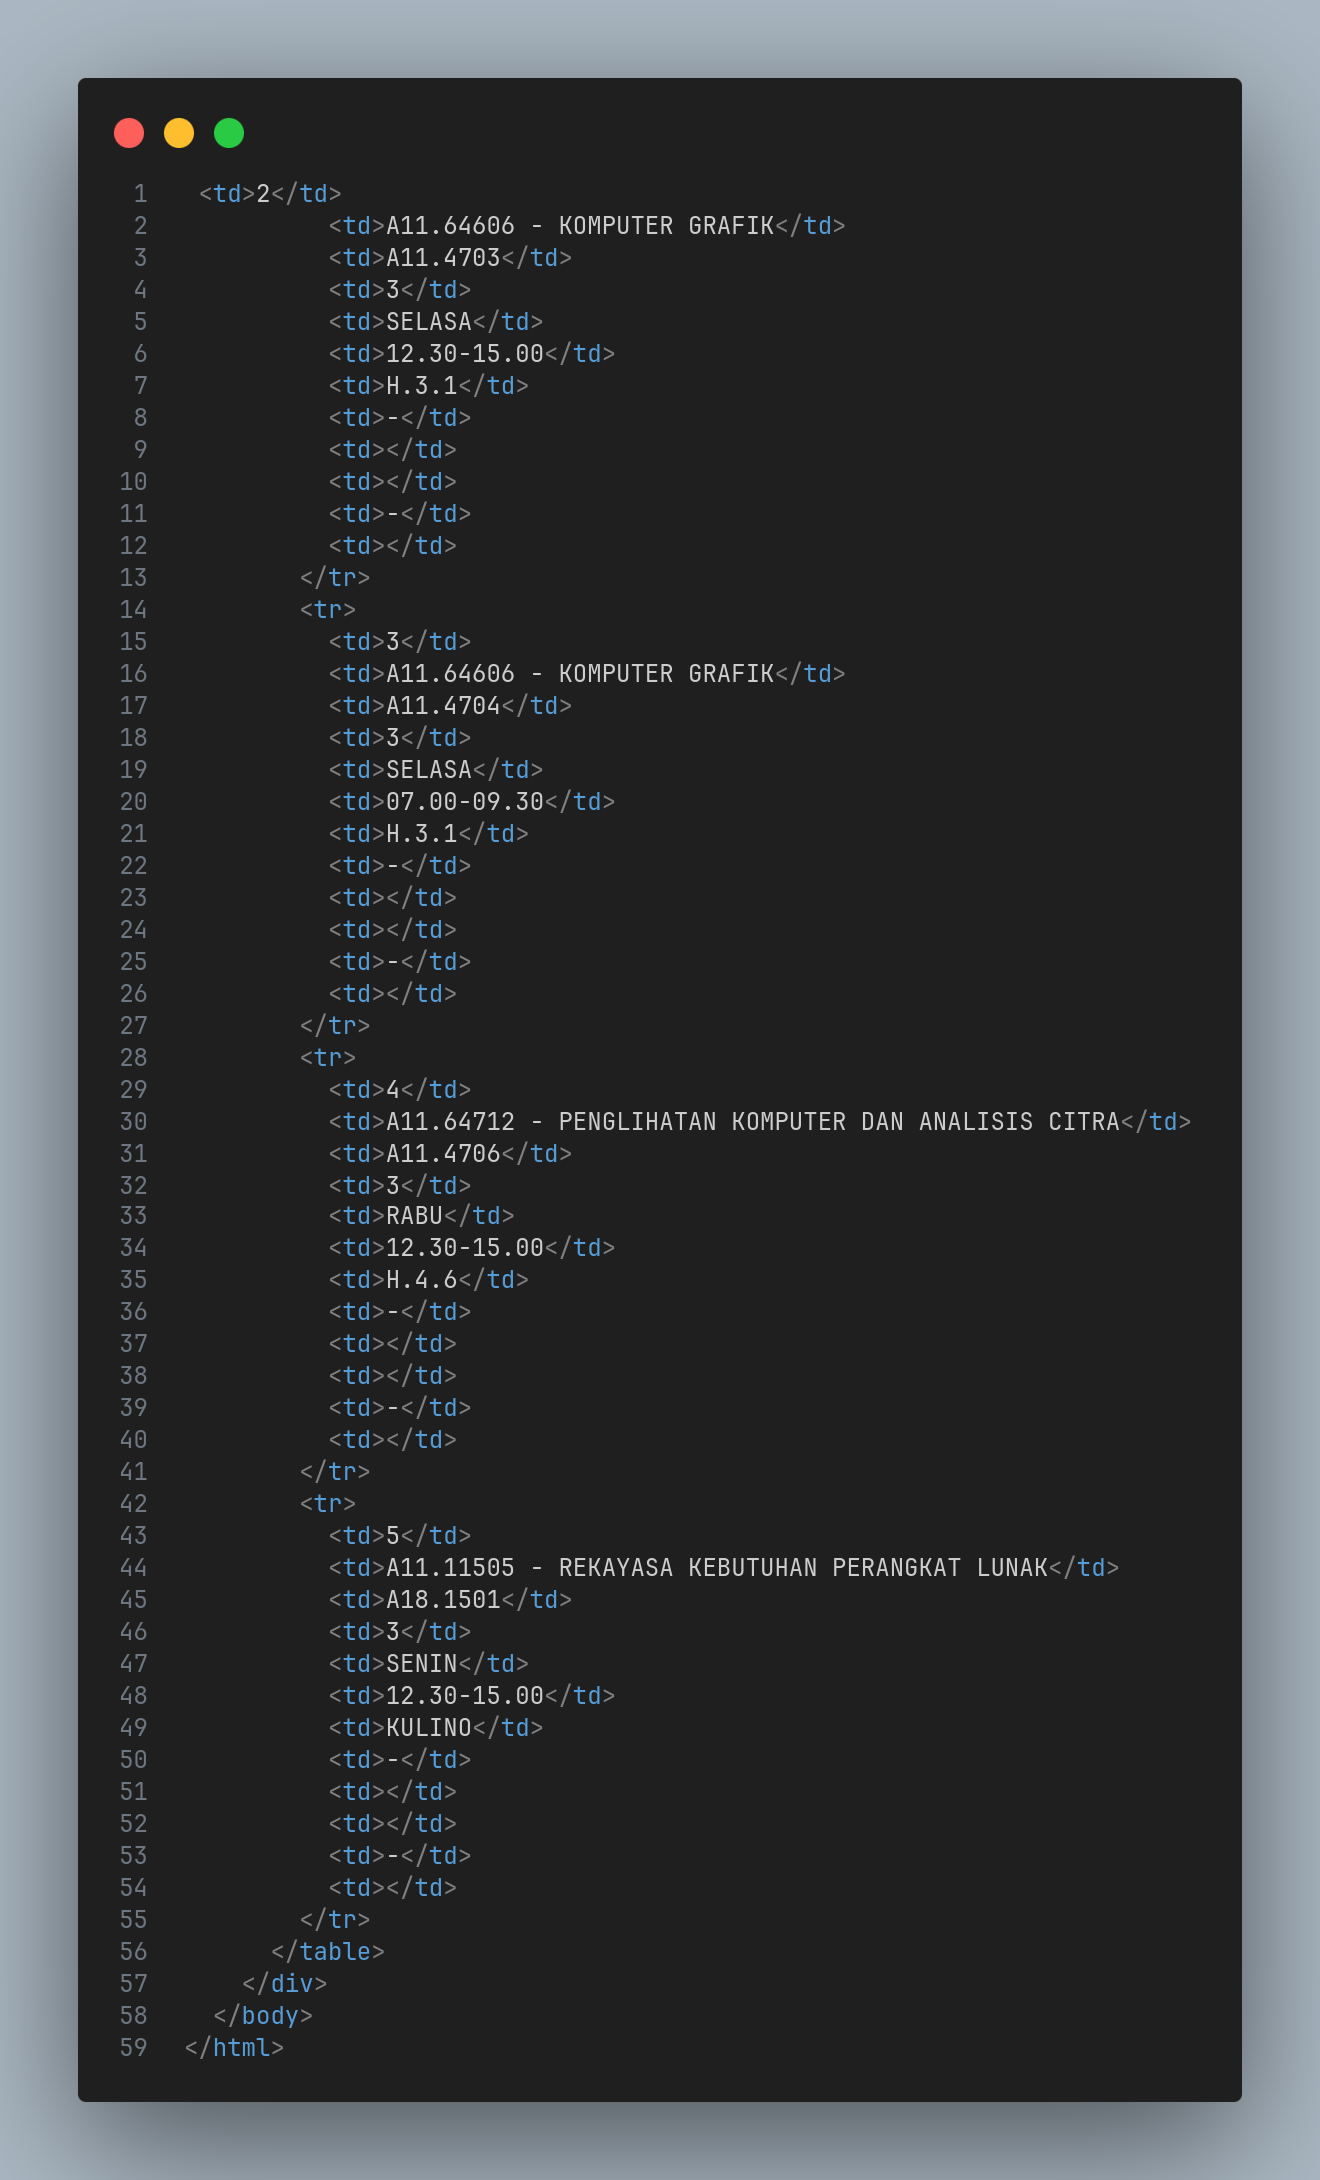 1 <td>2</td>
2 <td>A11.64606 - KOMPUTER GRAFIK</td>
3 <td>A11.4703</td>
4 <td>3</td>
5 <td>SELASA</td>
6 <td>12.30-15.00</td>
7 <td>H.3.1</td>
8 <td>-</td>
9 <td></td>
10 <td></td>
11 <td>-</td>
12 <td></td>
13 </tr>
14 <tr>
15 <td>3</td>
16 <td>A11.64606 - KOMPUTER GRAFIK</td>
17 <td>A11.4704</td>
18 <td>3</td>
19 <td>SELASA</td>
20 <td>07.00-09.30</td>
21 <td>H.3.1</td>
22 <td>-</td>
23 <td></td>
24 <td></td>
25 <td>-</td>
26 <td></td>
27 </tr>
28 <tr>
29 <td>4</td>
30 <td>A11.64712 - PENGLIHATAN KOMPUTER DAN ANALISIS CITRA</td>
31 <td>A11.4706</td>
32 <td>3</td>
33 <td>RABU</td>
34 <td>12.30-15.00</td>
35 <td>H.4.6</td>
36 <td>-</td>
37 <td></td>
38 <td></td>
39 <td>-</td>
40 <td></td>
41 </tr>
42 <tr>
43 <td>5</td>
44 <td>A11.11505 - REKAYASA KEBUTUHAN PERANGKAT LUNAK</td>
45 <td>A18.1501</td>
46 <td>3</td>
47 <td>SENIN</td>
48 <td>12.30-15.00</td>
49 <td>KULINO</td>
50 <td>-</td>
51 <td></td>
52 <td></td>
53 <td>-</td>
54 <td></td>
55 </tr>
56 </table>
57 </div>
58 </body>
59 </html>